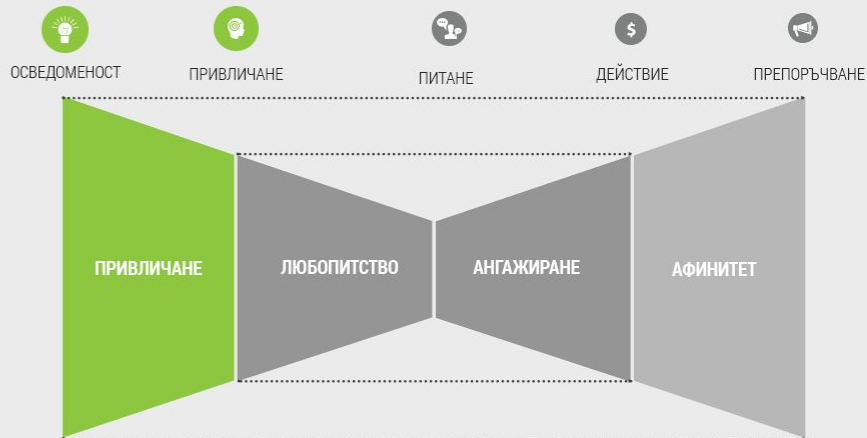 ОСВЕДОМЕНОСТ
ПРИВЛИЧАНЕ
ПИТАНЕ
ДЕЙСТВИЕ
ПРЕПОРЪЧВАНЕ
ПРИВЛИЧАНЕ
ЛЮБОПИТСТВО
АНГАЖИРАНЕ
АФИНИТЕТ
$